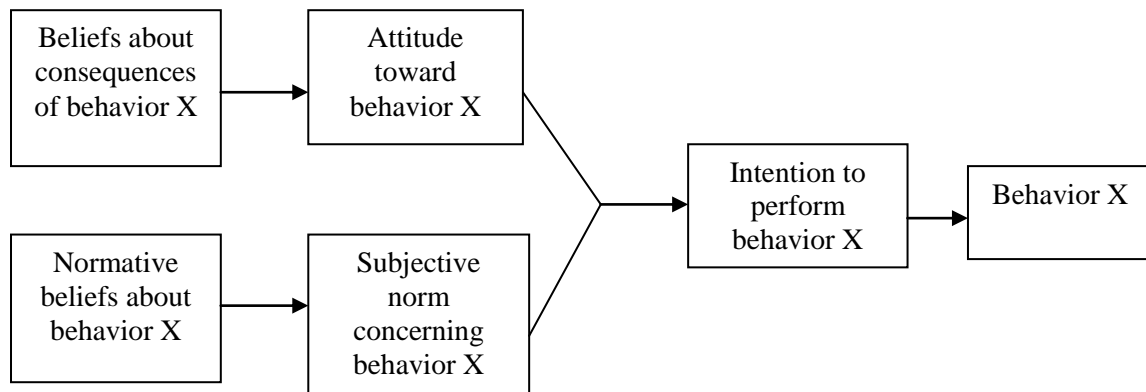 Beliefs about
consequences
of behavior X
Attitude
toward
behavior X
Normative
beliefs about
behavior X
Subjective
norm
concerning
behavior X
Intention to
perform
behavior X
Behavior X